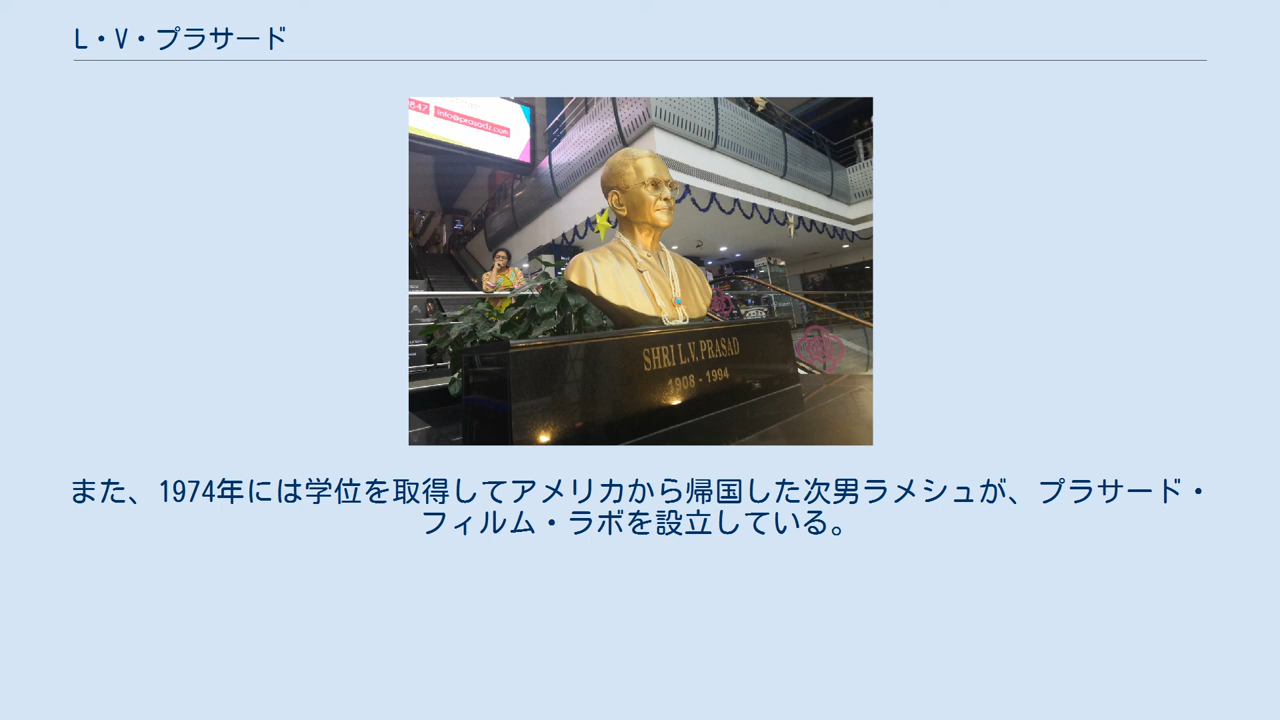 L・V・プラサード
847 info@prasadz.com
SHRI L.V. PRASAD
1908 - 1994
また、1974年には学位を取得してアメリカから帰国した次男ラメシュが、プラサード・
フィルム・ラボを設立している。